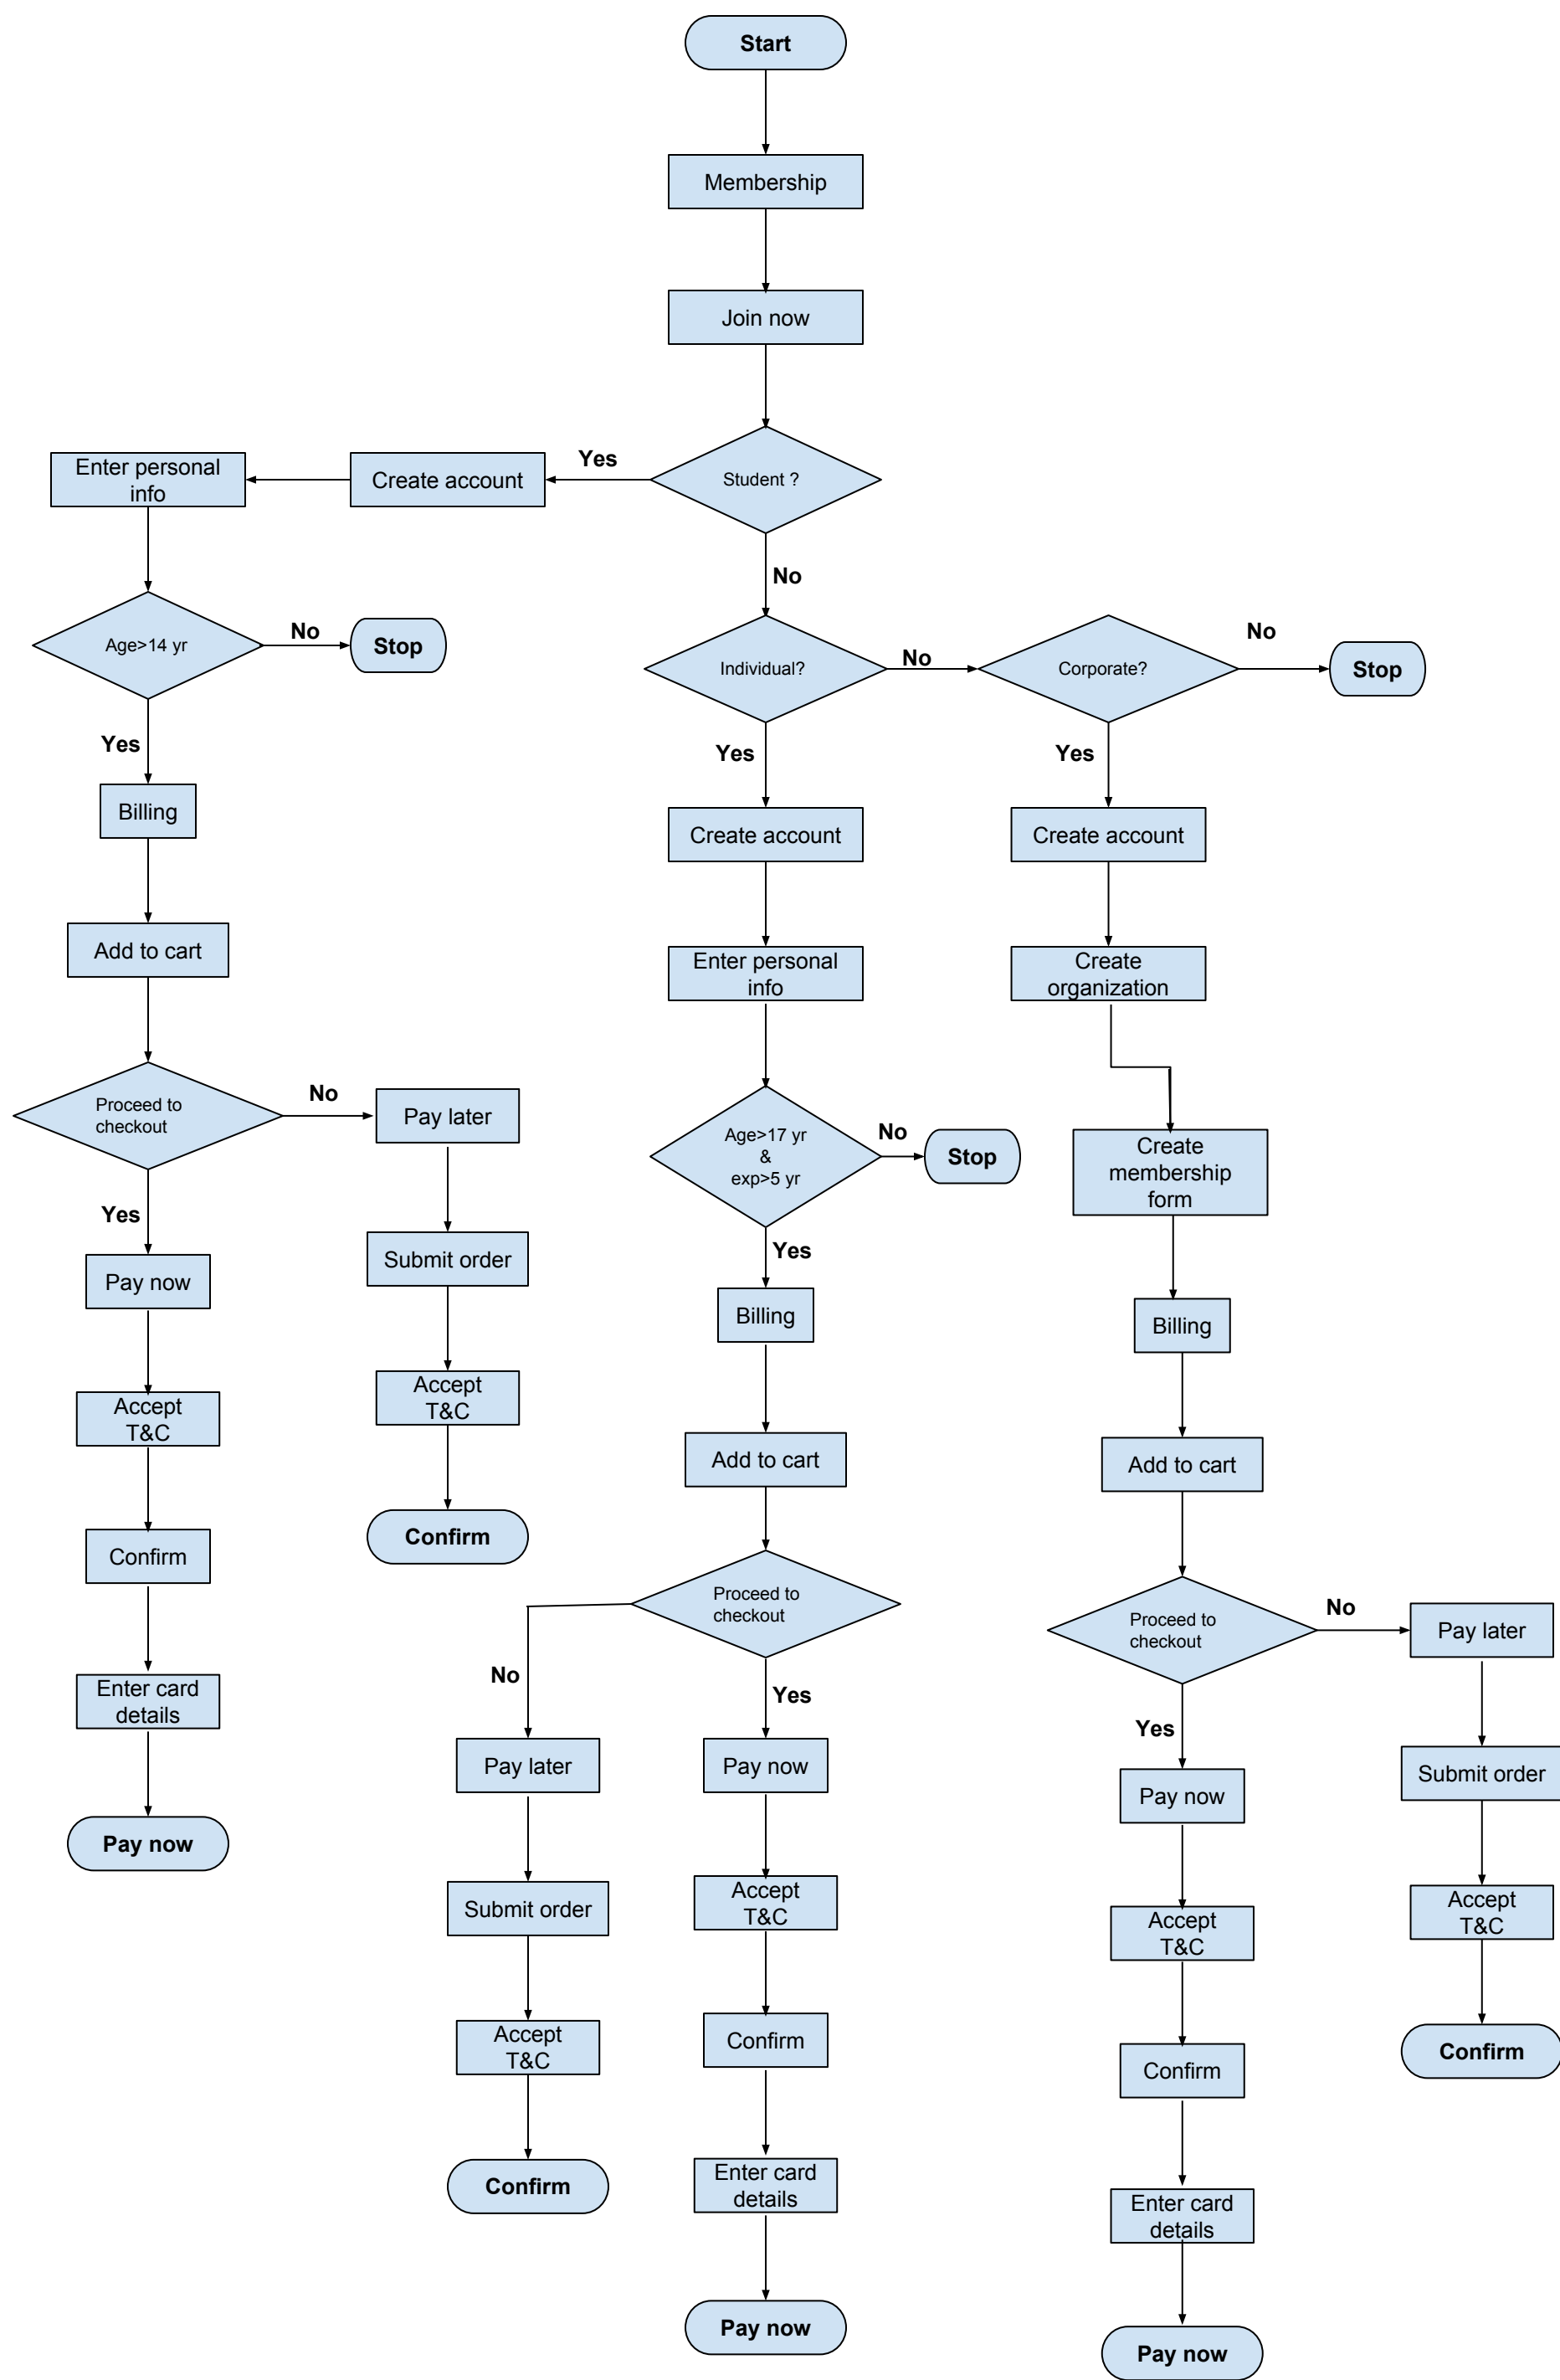 Start
Membership
Join now
Student ?
Yes
Create account
Enter personal
info
No
Age>14 yr
No
Stop
Individual?
No
Corporate?
No
Stop
Yes
Billing
Yes
Create account
Yes
Create account
Add to cart
Enter personal
info
Create
organization
Proceed to
checkout
No
Pay later
Age>17 yr
&
exp>5 yr
No
Stop
Create
membership
form
Yes
Pay now
Submit order
Yes
Billing
Billing
Accept
T&C
Accept
T&C
Add to cart
Add to cart
Confirm
Confirm
Proceed to
checkout
Proceed to
checkout
No
Pay later
Enter card
details
No
Yes
Yes
Pay later
Pay now
Pay now
Submit order
Pay now
Submit order
Accept
T&C
Accept
T&C
Accept
T&C
Accept
T&C
Confirm
Confirm
Confirm
Confirm
Enter card
details
Enter card
details
Pay now
Pay now